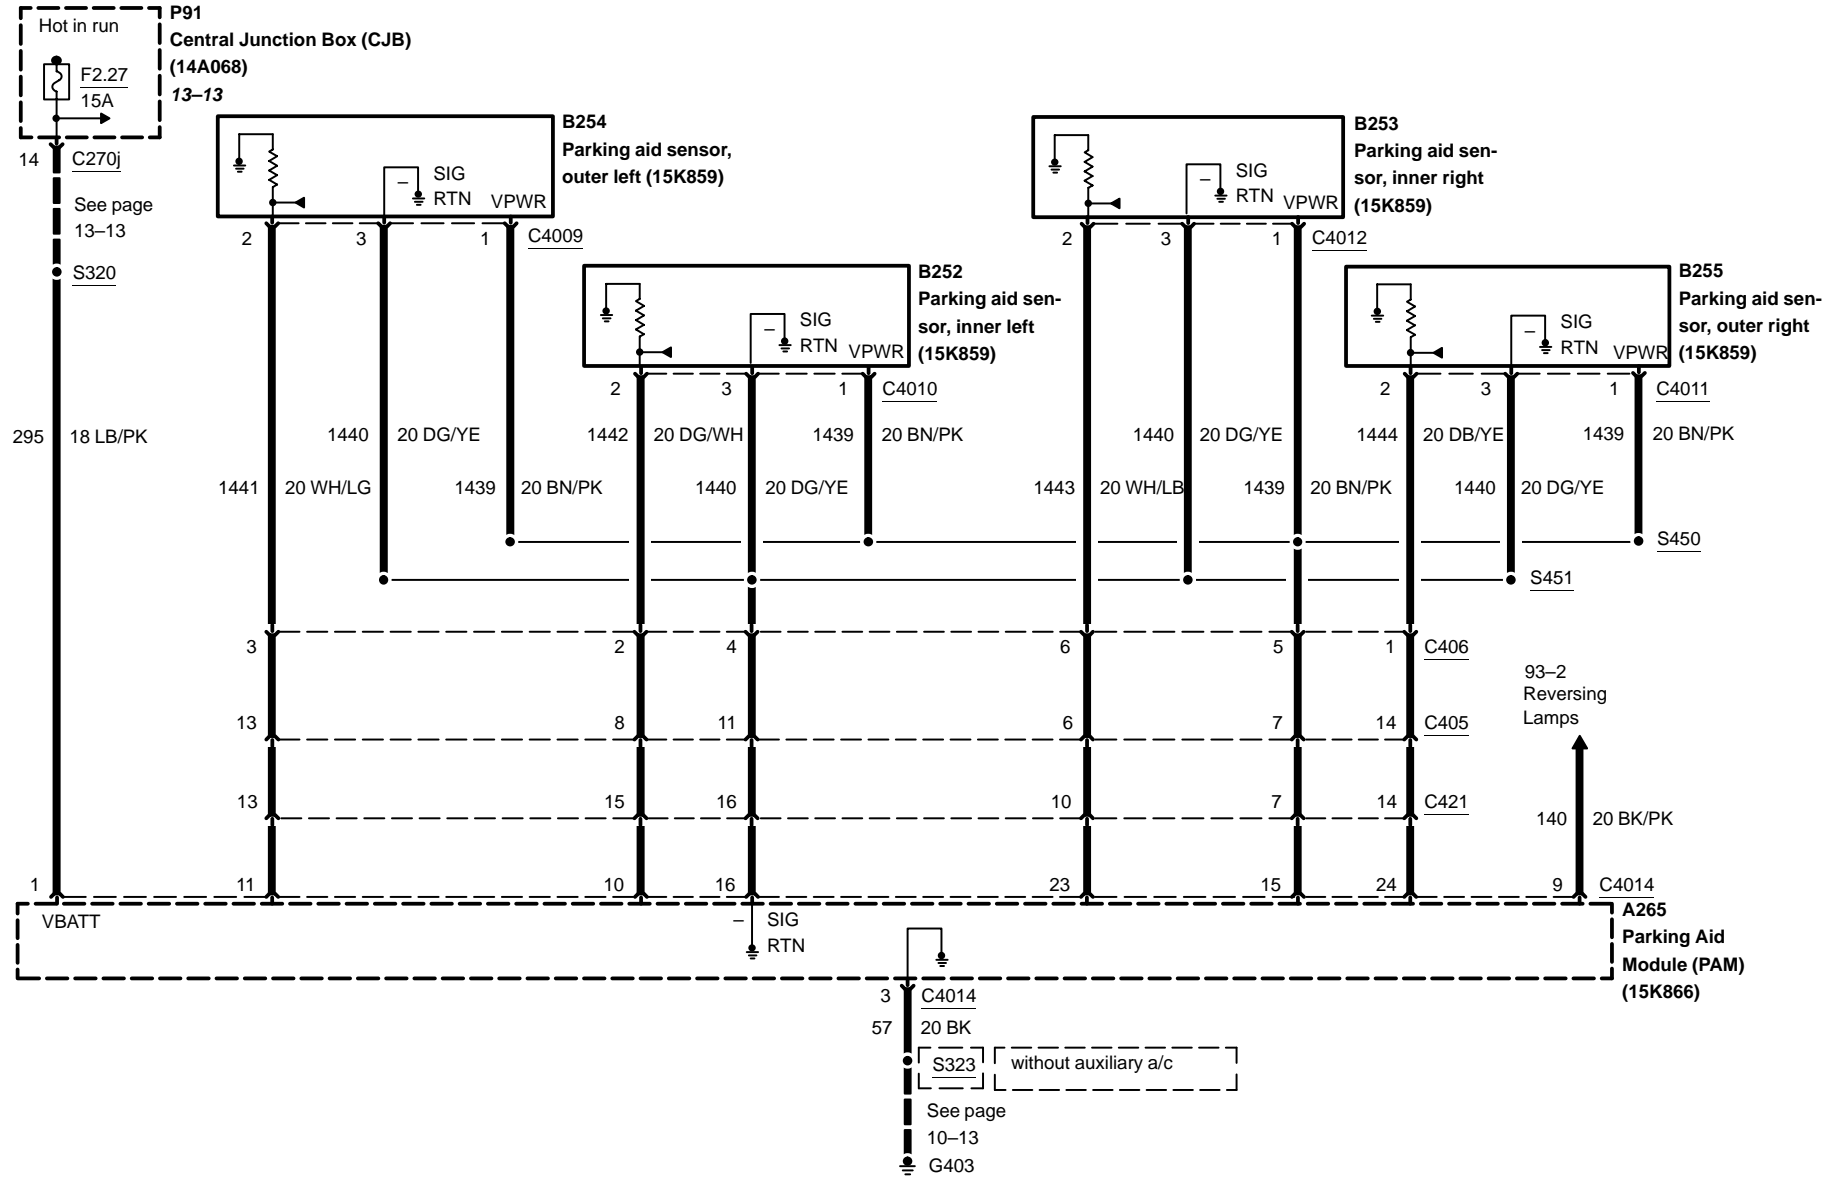 Hot in run
F2.27
15A
P91
Central Junction Box (CJB)
(14A068)
13–13
14 C270j
See page
13–13
S320
295 18 LB/PK
B254
Parking aid sensor,
outer left (15K859)
SIG
RTN
VPWR
2 3 1 C4009
B252
Parking aid sen-
sor, inner left
(15K859)
SIG
RTN
VPWR
2 3 1 C4010
B253
Parking aid sen-
sor, inner right
(15K859)
SIG
RTN
VPWR
2 3 1 C4012
B255
Parking aid sen-
sor, outer right
(15K859)
SIG
RTN
VPWR
2 3 1 C4011
1440 20 DG/YE 1442 20 DG/WH 1439 20 BN/PK 1440 20 DG/YE 1444 20 DB/YE 1439 20 BN/PK
1441 20 WH/LG 1439 20 BN/PK 1440 20 DG/YE 1443 20 WH/LB 1439 20 BN/PK 1440 20 DG/YE
S450
S451
3 2 4 6 5 1 C406
93–2
Reversing
Lamps
13 8 11 6 7 14 C405
13 15 16 10 7 14 C421
140 20 BK/PK
1 11 10 16 23 15 24 9 C4014
VBATT
– SIG
RTN
A265
Parking Aid
Module (PAM)
(15K866)
3 C4014
57 20 BK
S323 without auxiliary a/c
See page
10–13
G403